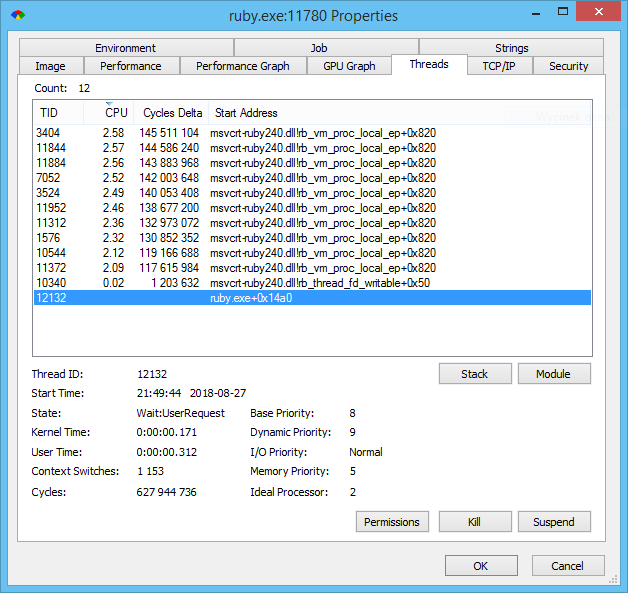 ruby.exe:11780 Properties
Environment Job Strings
Image Performance Performance Graph GPU Graph Threads TCP/IP Security
Count: 12
TID CPU Cycles Delta Start Address
3404 2.58 145 511 104 msvcrt-ruby240.dll!rb_vm_proc_local_ep+0x820
11844 2.57 144 586 240 msvcrt-ruby240.dll!rb_vm_proc_local_ep+0x820
11884 2.56 143 883 968 msvcrt-ruby240.dll!rb_vm_proc_local_ep+0x820
7052 2.52 142 003 648 msvcrt-ruby240.dll!rb_vm_proc_local_ep+0x820
3524 2.49 140 053 408 msvcrt-ruby240.dll!rb_vm_proc_local_ep+0x820
11952 2.46 138 677 200 msvcrt-ruby240.dll!rb_vm_proc_local_ep+0x820
11312 2.36 132 973 072 msvcrt-ruby240.dll!rb_vm_proc_local_ep+0x820
1576 2.32 130 852 352 msvcrt-ruby240.dll!rb_vm_proc_local_ep+0x820
10544 2.12 119 166 688 msvcrt-ruby240.dll!rb_vm_proc_local_ep+0x820
11372 2.09 117 615 984 msvcrt-ruby240.dll!rb_vm_proc_local_ep+0x820
10340 0.02 1 203 632 msvcrt-ruby240.dll!rb_thread_fd_writable+0x50
12132 ruby.exe+0x14a0
Thread ID: 12132 Stack Module
Start Time: 21:49:44 2018-08-27
State: Wait:UserRequest Base Priority: 8
Kernel Time: 0:00:00.171 Dynamic Priority: 9
User Time: 0:00:00.312 I/O Priority: Normal
Context Switches: 1 153 Memory Priority: 5
Cycles: 627 944 736 Ideal Processor: 2
Permissions Kill Suspend
OK Cancel